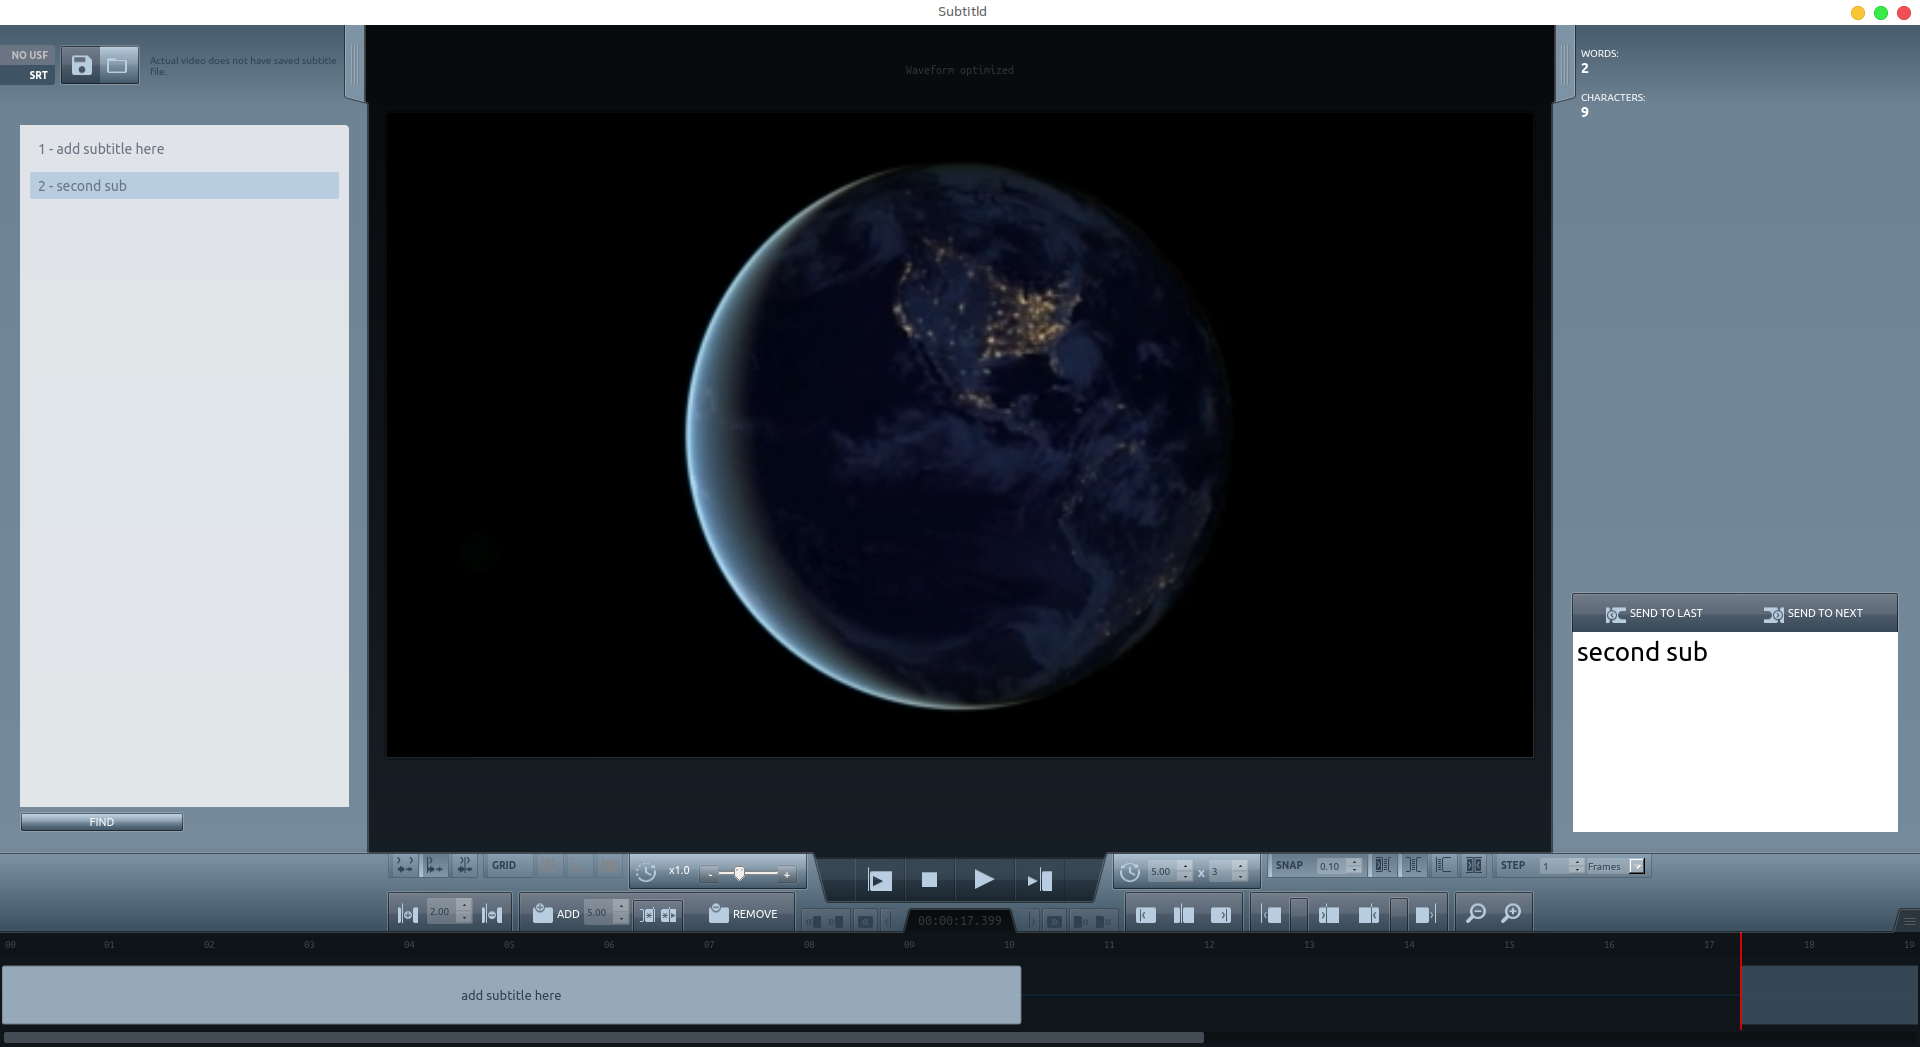 Subtitld
NO USF
SRT
Actual video does not have saved subtitle
file.
Waveform optimized
WORDS:
2
CHARACTERS:
9
1 - add subtitle here
2 - second sub
SEND TO LAST
SEND TO NEXT
second sub
FIND
GRID
x1.0
-
+
5.00
x
3
SNAP
0.10
STEP
1
Frames
2.00
ADD
5.00
REMOVE
00:00:17.399
00 01 02 03 04 05 06 07 08 09 10 11 12 13 14 15 16 17 18 19
add subtitle here